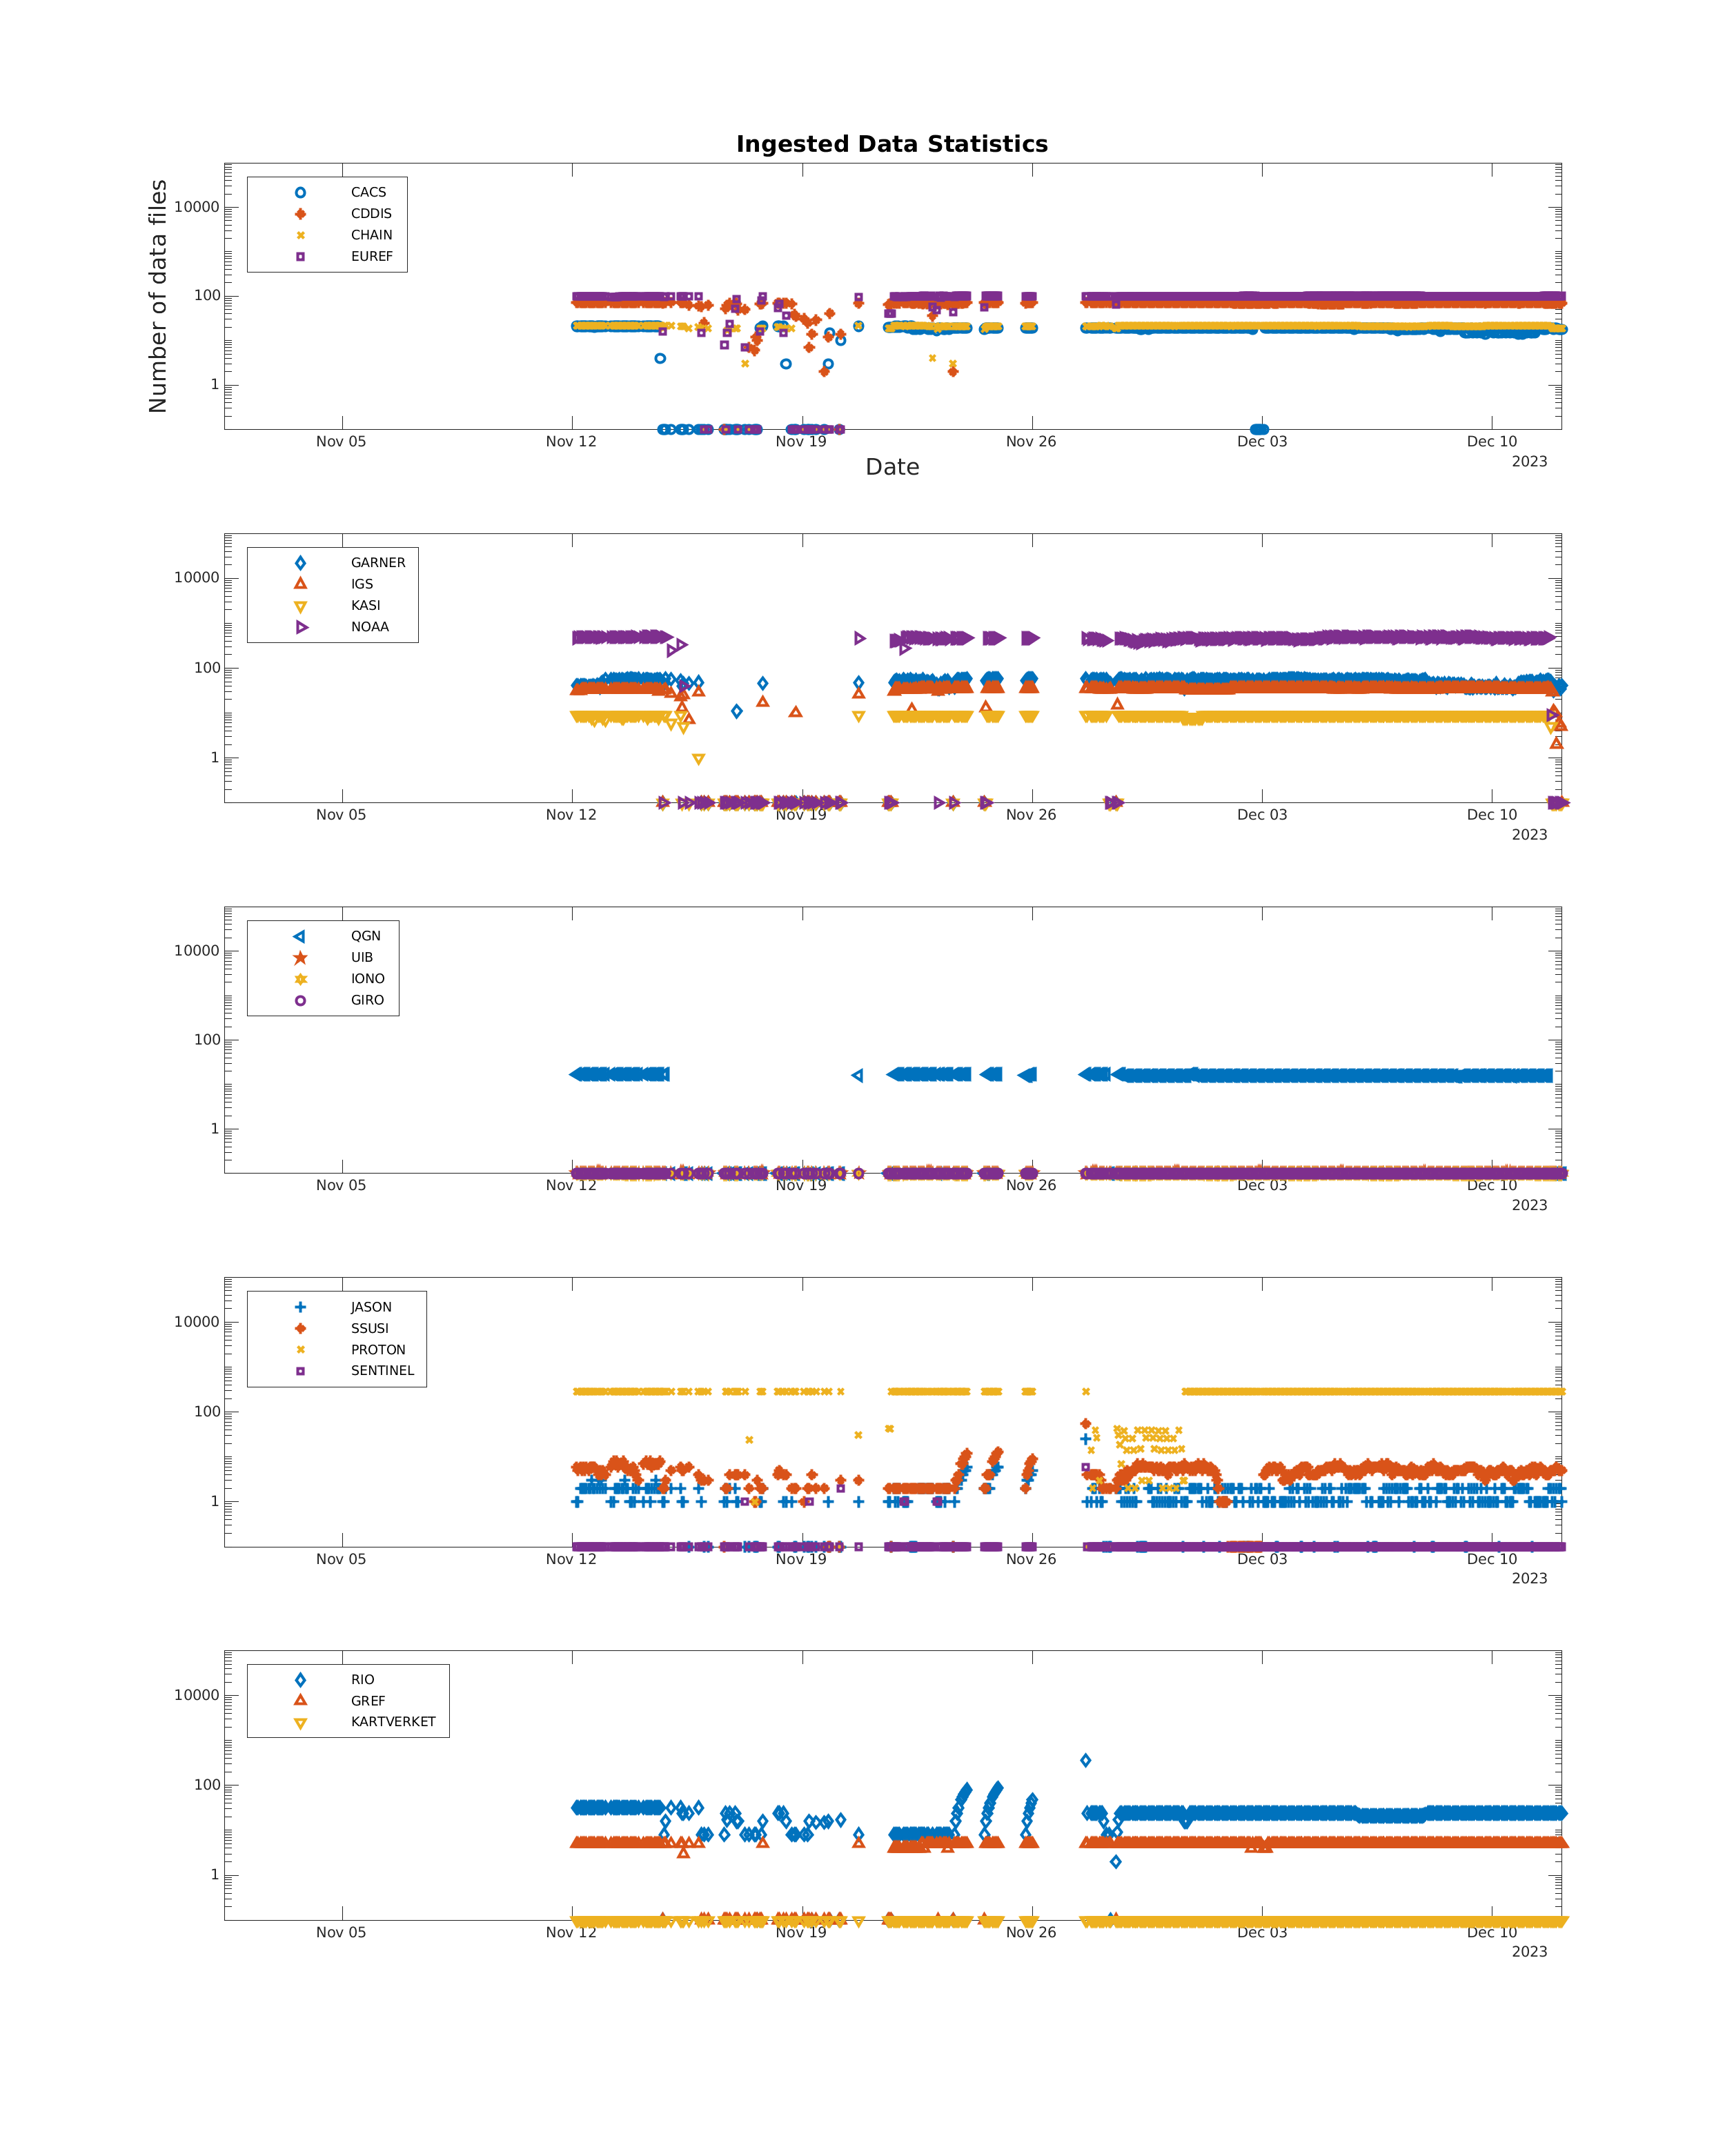 Ingested Data Statistics
Number of data files
10000
100
1
CACS
CDDIS
CHAIN
EUREF
Nov 05 Nov 12 Nov 19 Nov 26 Dec 03 Dec 10
2023
Date
10000
100
1
GARNER
IGS
KASI
NOAA
Nov 05 Nov 12 Nov 19 Nov 26 Dec 03 Dec 10
2023
10000
100
1
QGN
UIB
IONO
GIRO
Nov 05 Nov 12 Nov 19 Nov 26 Dec 03 Dec 10
2023
10000
100
1
JASON
SSUSI
PROTON
SENTINEL
Nov 05 Nov 12 Nov 19 Nov 26 Dec 03 Dec 10
2023
10000
100
1
RIO
GREF
KARTVERKET
Nov 05 Nov 12 Nov 19 Nov 26 Dec 03 Dec 10
2023